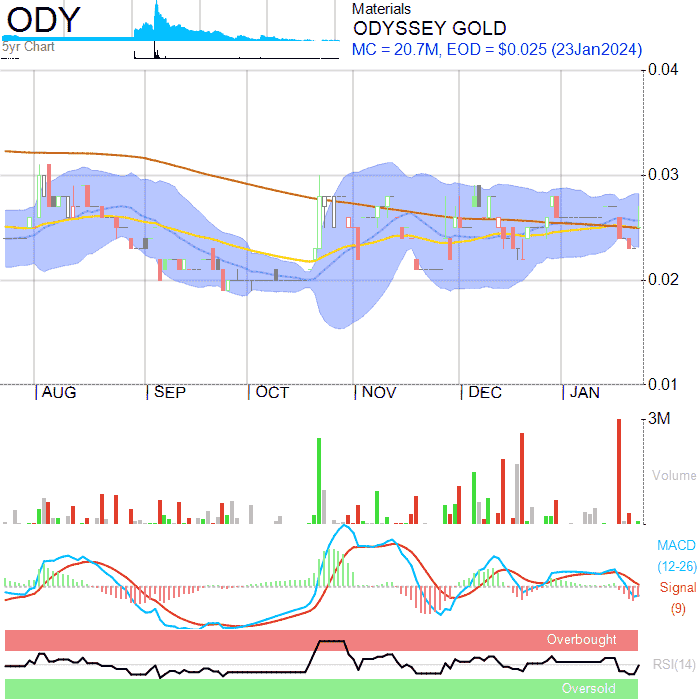 ODY
5yr Chart
Materials
ODYSSEY GOLD
MC = 20.7M, EOD = $0.025 (23Jan2024)
0.04
0.03
0.02
0.01
AUG SEP OCT NOV DEC JAN
3M
Volume
MACD
(12-26)
Signal
(9)
Overbought
RSI(14)
Oversold